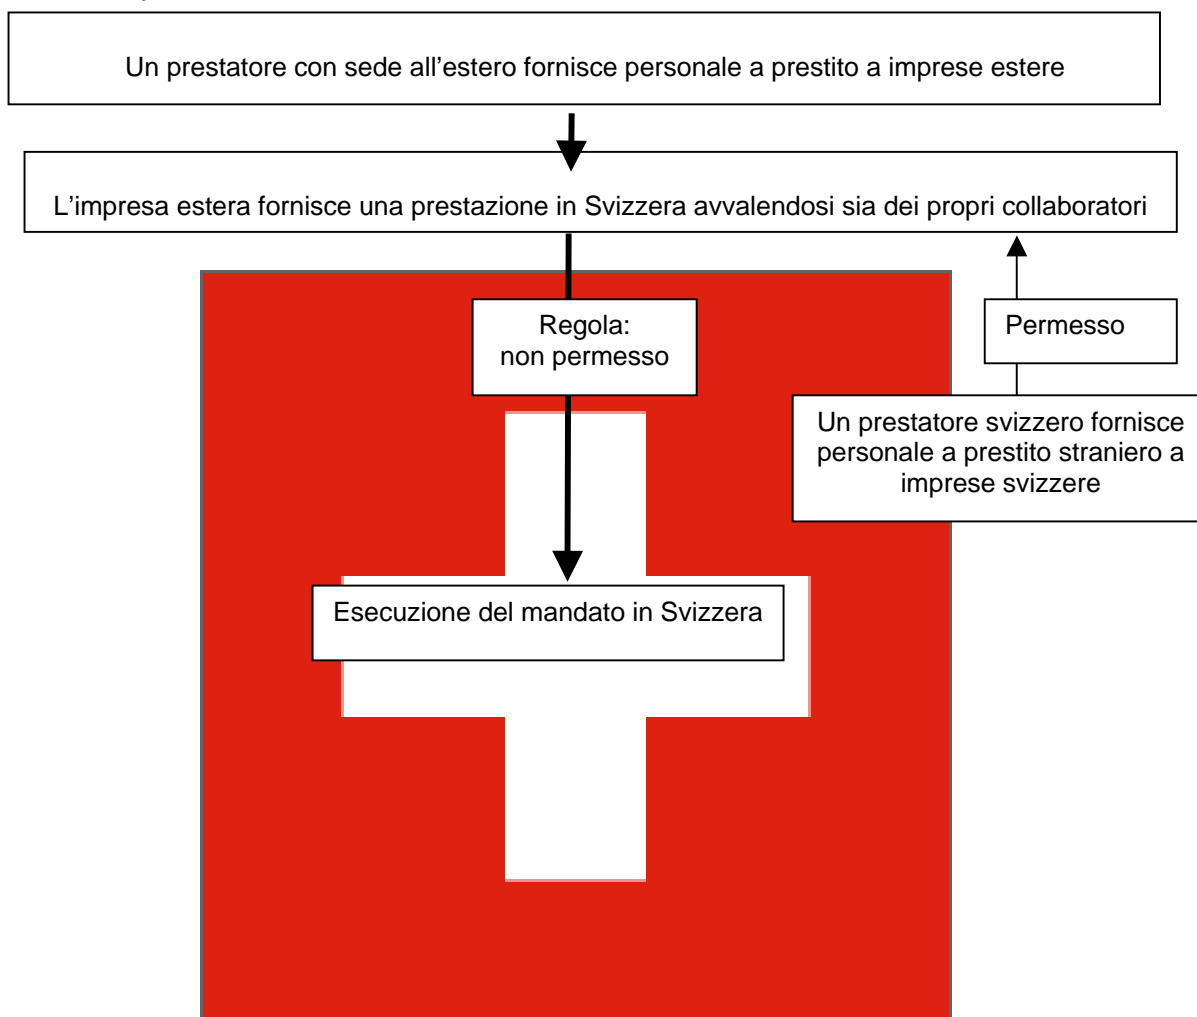 Un prestatore con sede all'estero fornisce personale a prestito a imprese estere
L'impresa estera fornisce una prestazione in Svizzera avvalendosi sia dei propri collaboratori
Regola:
non permesso
Permesso
Un prestatore svizzero fornisce
personale a prestito straniero a
imprese svizzere
Esecuzione del mandato in Svizzera